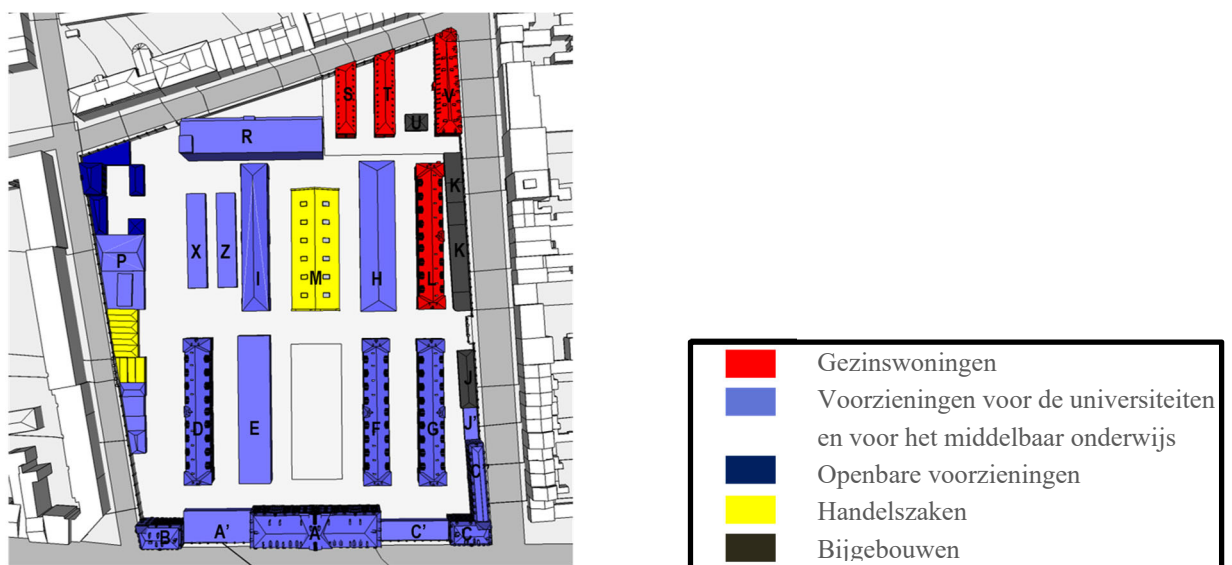 S T V
U
R
K
X Z I M H L K
P
J
J'
D E F G
C'
B A' A C' C
Gezinswoningen
Voorzieningen voor de universiteiten
en voor het middelbaar onderwijs
Openbare voorzieningen
Handelszaken
Bijgebouwen